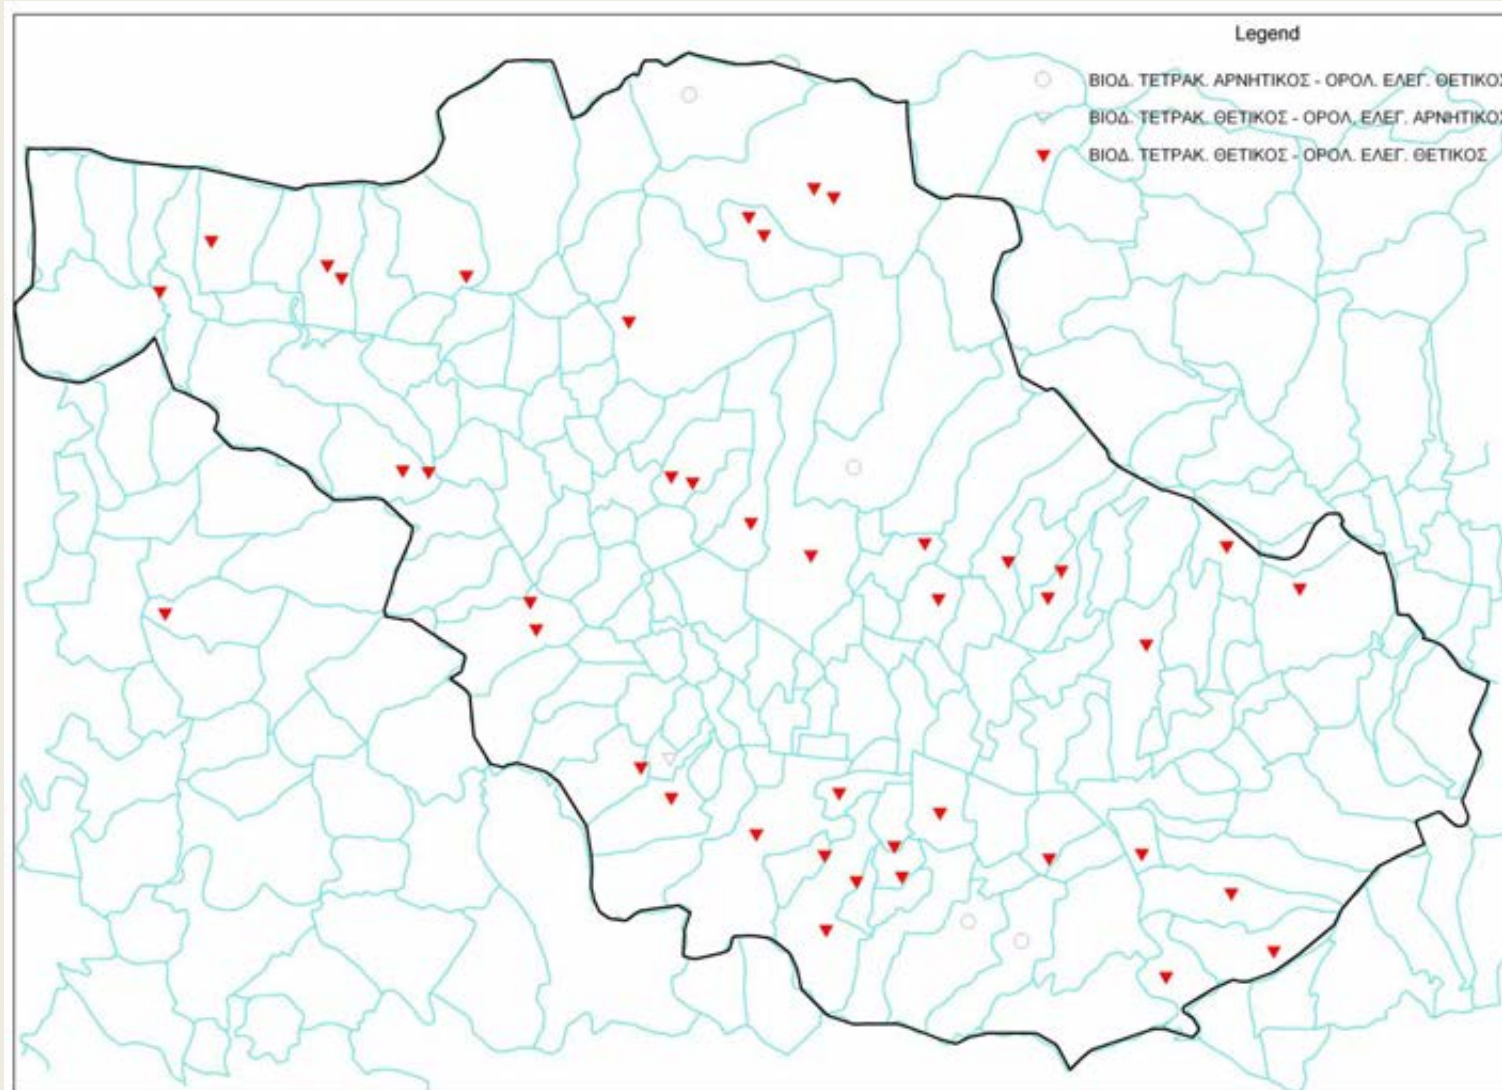 Legend
ΒΙΟΔ. ΤΕΤΡΑΚ. ΑΡΝΗΤΙΚΟΣ - ΟΡΟΛ. ΕΛΕΓ. ΘΕΤΙΚΟΣ
ΒΙΟΔ. ΤΕΤΡΑΚ. ΘΕΤΙΚΟΣ - ΟΡΟΛ. ΕΛΕΓ. ΑΡΝΗΤΙΚΟΣ
ΒΙΟΔ. ΤΕΤΡΑΚ. ΘΕΤΙΚΟΣ - ΟΡΟΛ. ΕΛΕΓ. ΘΕΤΙΚΟΣ